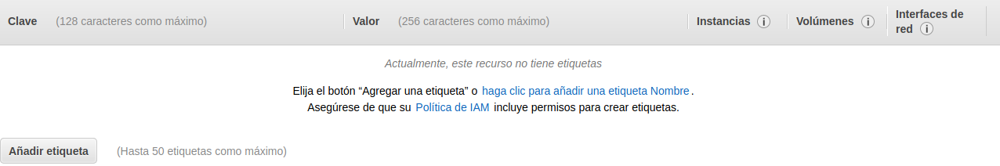 Clave (128 caracteres como máximo) Valor (256 caracteres como máximo) Instancias i Volúmenes i Interfaces de
red i
Actualmente, este recurso no tiene etiquetas
Elija el botón “Agregar una etiqueta” o haga clic para añadir una etiqueta Nombre.
Asegúrese de que su Política de IAM incluye permisos para crear etiquetas.
Añadir etiqueta (Hasta 50 etiquetas como máximo)